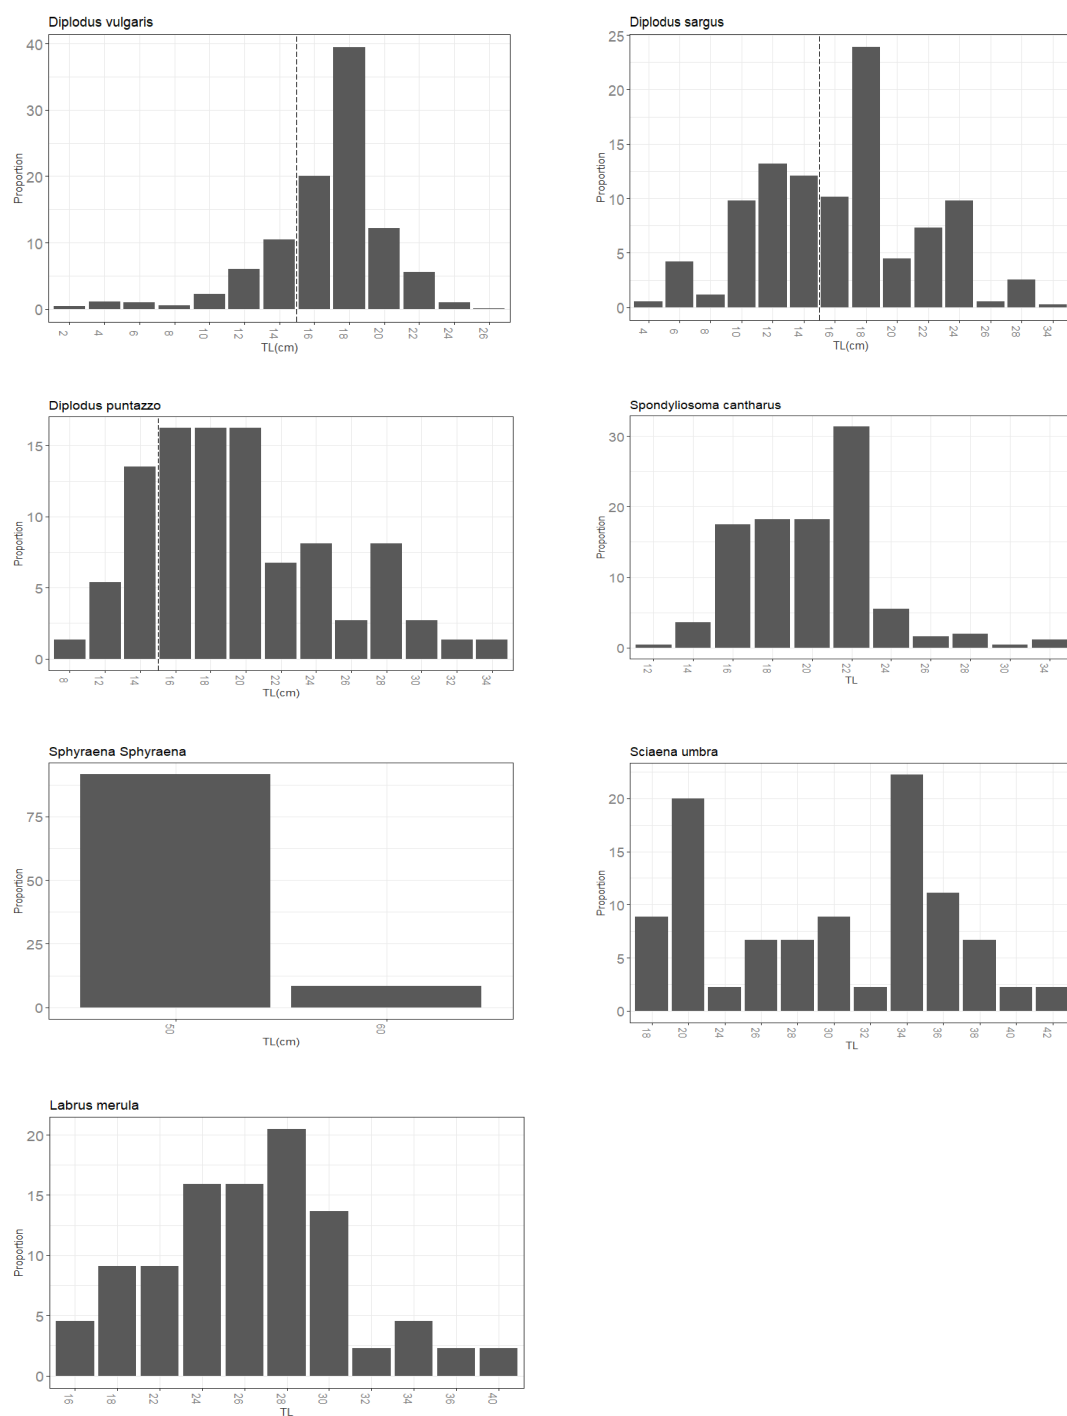 Diplodus vulgaris
40
30
20
10
0
Proportion
2 4 6 8 10 12 14 16 18 20 22 24 26
TL(cm)
Diplodus sargus
25
20
15
10
5
0
Proportion
4 6 8 10 12 14 16 18 20 22 24 26 28 34
TL(cm)
Diplodus puntazzo
15
10
5
0
Proportion
8 12 14 16 18 20 22 24 26 28 30 32 34
TL(cm)
Spondyliosoma cantharus
30
20
10
0
Proportion
12 14 16 18 20 22 24 26 28 30 34
TL
Sphyraena Sphyraena
75
50
25
0
Proportion
50 60
TL(cm)
Sciaena umbra
20
15
10
5
0
Proportion
18 20 24 26 28 30 32 34 36 38 40 42
TL
Labrus merula
20
15
10
5
0
Proportion
16 18 22 24 26 28 30 32 34 36 40
TL